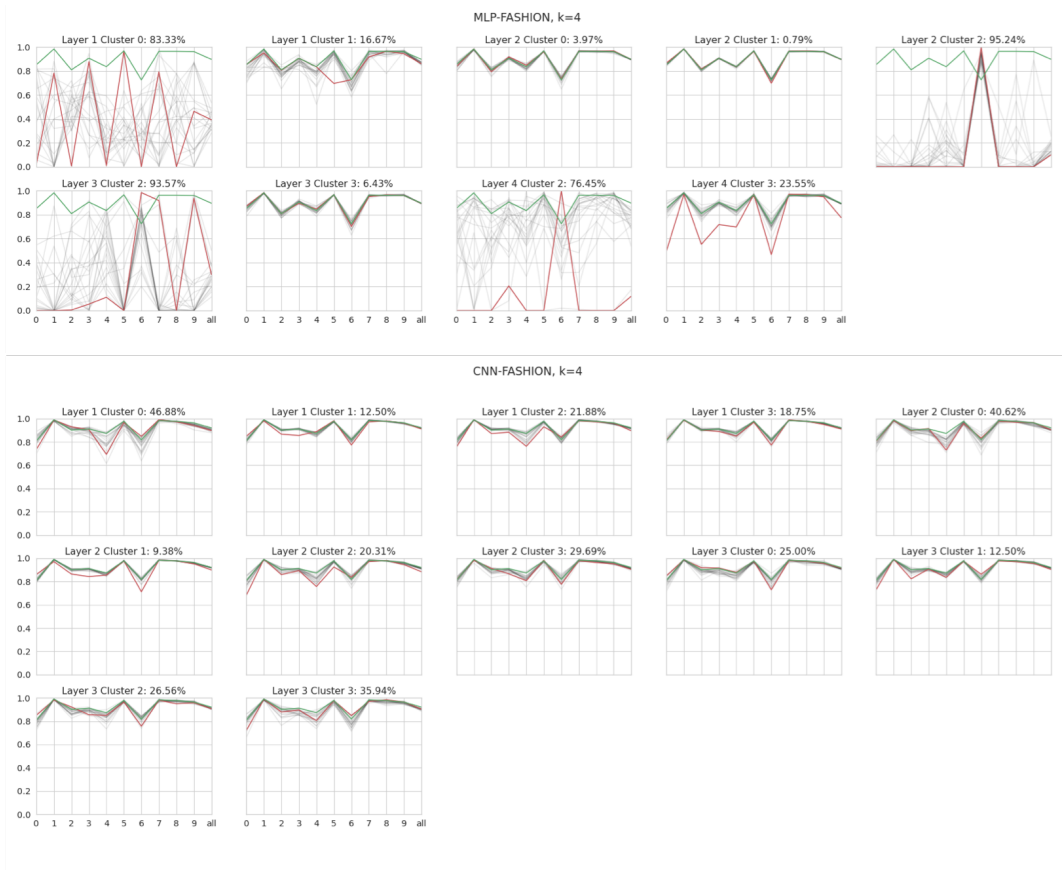 MLP-FASHION, k=4
Layer 1 Cluster 0: 83.33%
Layer 1 Cluster 1: 16.67%
Layer 2 Cluster 0: 3.97%
Layer 2 Cluster 1: 0.79%
Layer 2 Cluster 2: 95.24%
1.0
0.8
0.6
0.4
0.2
0.0
Layer 3 Cluster 2: 93.57%
Layer 3 Cluster 3: 6.43%
Layer 4 Cluster 2: 76.45%
Layer 4 Cluster 3: 23.55%
1.0
0.8
0.6
0.4
0.2
0.0
0 1 2 3 4 5 6 7 8 9 all
0 1 2 3 4 5 6 7 8 9 all
0 1 2 3 4 5 6 7 8 9 all
0 1 2 3 4 5 6 7 8 9 all
CNN-FASHION, k=4
Layer 1 Cluster 0: 46.88%
Layer 1 Cluster 1: 12.50%
Layer 1 Cluster 2: 21.88%
Layer 1 Cluster 3: 18.75%
Layer 2 Cluster 0: 40.62%
1.0
0.8
0.6
0.4
0.2
0.0
Layer 2 Cluster 1: 9.38%
Layer 2 Cluster 2: 20.31%
Layer 2 Cluster 3: 29.69%
Layer 3 Cluster 0: 25.00%
Layer 3 Cluster 1: 12.50%
1.0
0.8
0.6
0.4
0.2
0.0
Layer 3 Cluster 2: 26.56%
Layer 3 Cluster 3: 35.94%
1.0
0.8
0.6
0.4
0.2
0.0
0 1 2 3 4 5 6 7 8 9 all
0 1 2 3 4 5 6 7 8 9 all